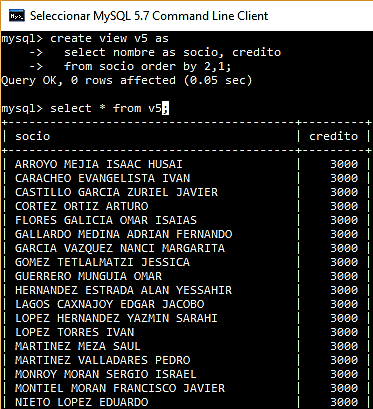 Seleccionar MySQL 5.7 Command Line Client
mysql> create view v5 as
    ->   select nombre as socio, credito
    ->   from socio order by 2,1;
Query OK, 0 rows affected (0.05 sec)
mysql> select * from v5;
+------------------------------------+---------+
| socio | credito |
+------------------------------------+---------+
| ARROYO MEJIA ISAAC HUSAI | 3000 |
| CARACHEO EVANGELISTA IVAN | 3000 |
| CASTILLO GARCIA ZURIEL JAVIER | 3000 |
| CORTEZ ORTIZ ARTURO | 3000 |
| FLORES GALICIA OMAR ISAIAS | 3000 |
| GALLARDO MEDINA ADRIAN FERNANDO | 3000 |
| GARCIA VAZQUEZ NANCI MARGARITA | 3000 |
| GOMEZ TETLALMATZI JESSICA | 3000 |
| GUERRERO MUNGUIA OMAR | 3000 |
| HERNANDEZ ESTRADA ALAN YESSAHIR | 3000 |
| LAGOS CAXNAJOY EDGAR JACOBO | 3000 |
| LOPEZ HERNANDEZ YAZMIN SARAHI | 3000 |
| LOPEZ TORRES IVAN | 3000 |
| MARTINEZ MEZA SAUL | 3000 |
| MARTINEZ VALLADARES PEDRO | 3000 |
| MONROY MORAN SERGIO ISRAEL | 3000 |
| MONTIEL MORAN FRANCISCO JAVIER | 3000 |
| NIETO LOPEZ EDUARDO | 3000 |